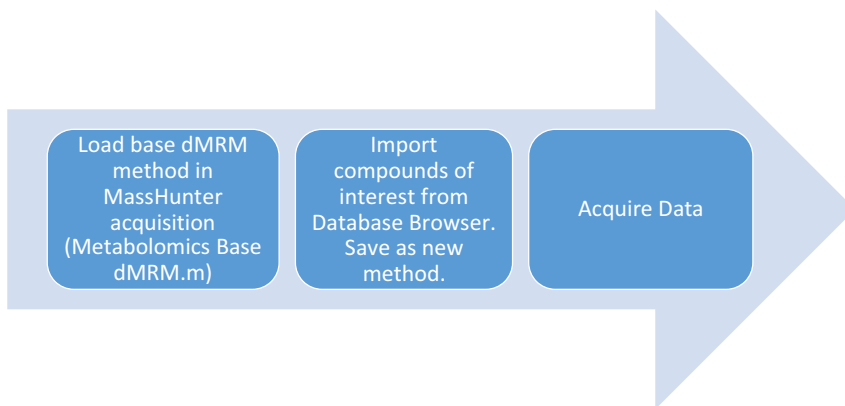 Load base dMRM
method in
MassHunter
acquisition
(Metabolomics Base
dMRM.m)
Import
compounds of
interest from
Database Browser.
Save as new
method.
Acquire Data